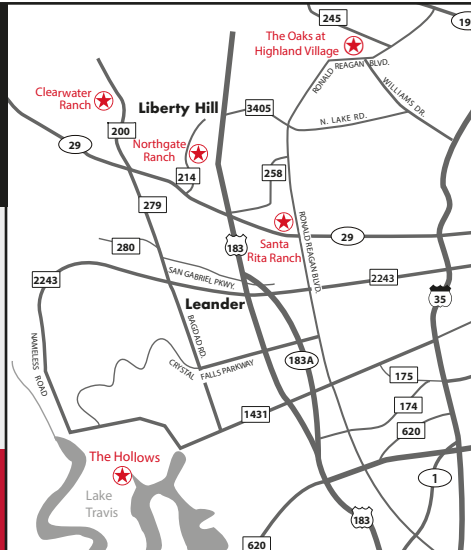 245
19
The Oaks at
Highland Village
RONALD REAGAN BLVD.
WILLIAMS DR.
Clearwater
Ranch
Liberty Hill
3405
N. LAKE RD.
200
29
Northgate
Ranch
214
258
279
RONALD REAGAN BLVD.
280
183
Santa
Rita Ranch
29
2243
SAN GABRIEL PKWY.
2243
Leander
35
NAMELESS ROAD
BAGDAD RD.
CRYSTAL FALLS PARKWAY
183A
175
174
1431
620
The Hollows
1
Lake
Travis
183
620